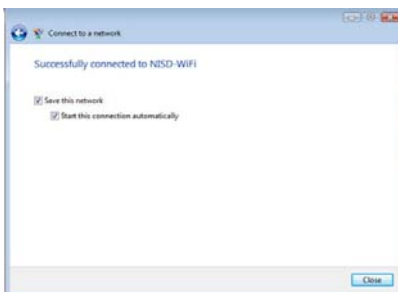 Connect to a network
Successfully connected to NISD-WiFi
Save this network
Start this connection automatically
Close